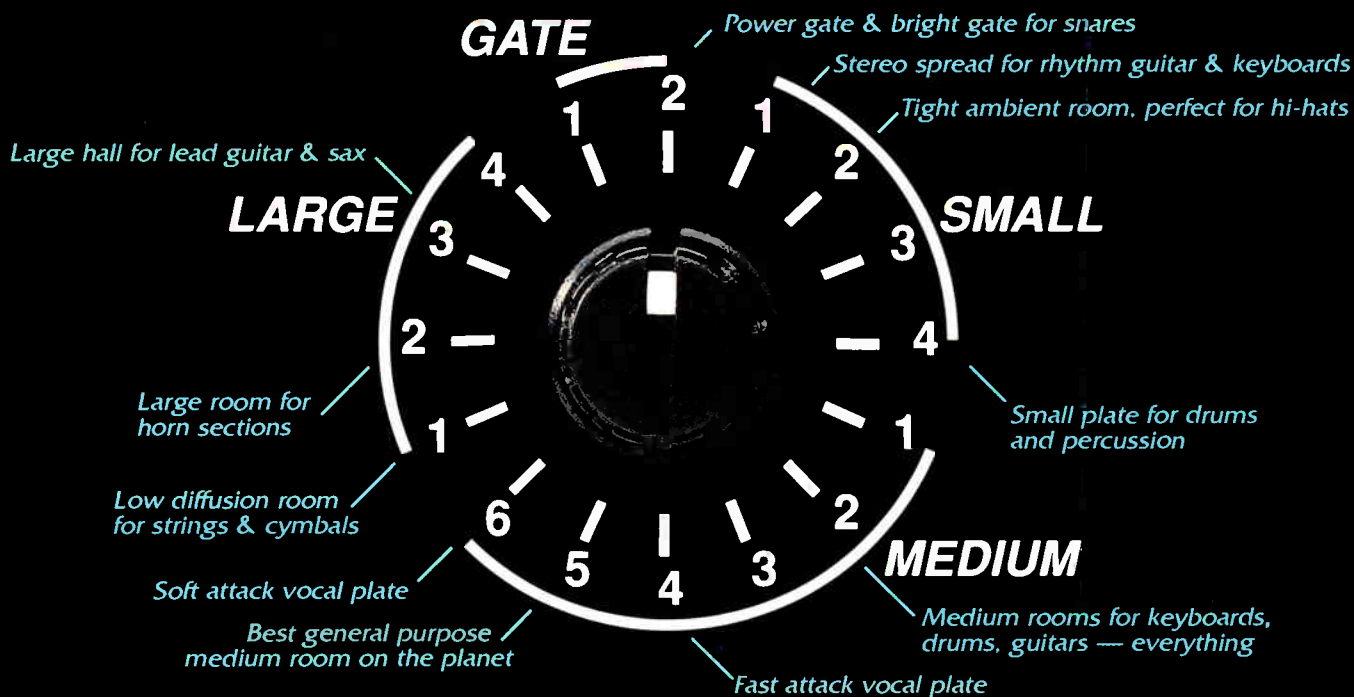 GATE
Power gate & bright gate for snares
1
2
Stereo spread for rhythm guitar & keyboards
1
Tight ambient room, perfect for hi-hats
2
SMALL
3
4
Small plate for drums
and percussion
1
2
MEDIUM
Medium rooms for keyboards,
drums, guitars — everything
3
4
Fast attack vocal plate
5
Best general purpose
medium room on the planet
6
Soft attack vocal plate
1
Low diffusion room
for strings & cymbals
2
Large room for
horn sections
LARGE
3
Large hall for lead guitar & sax
4